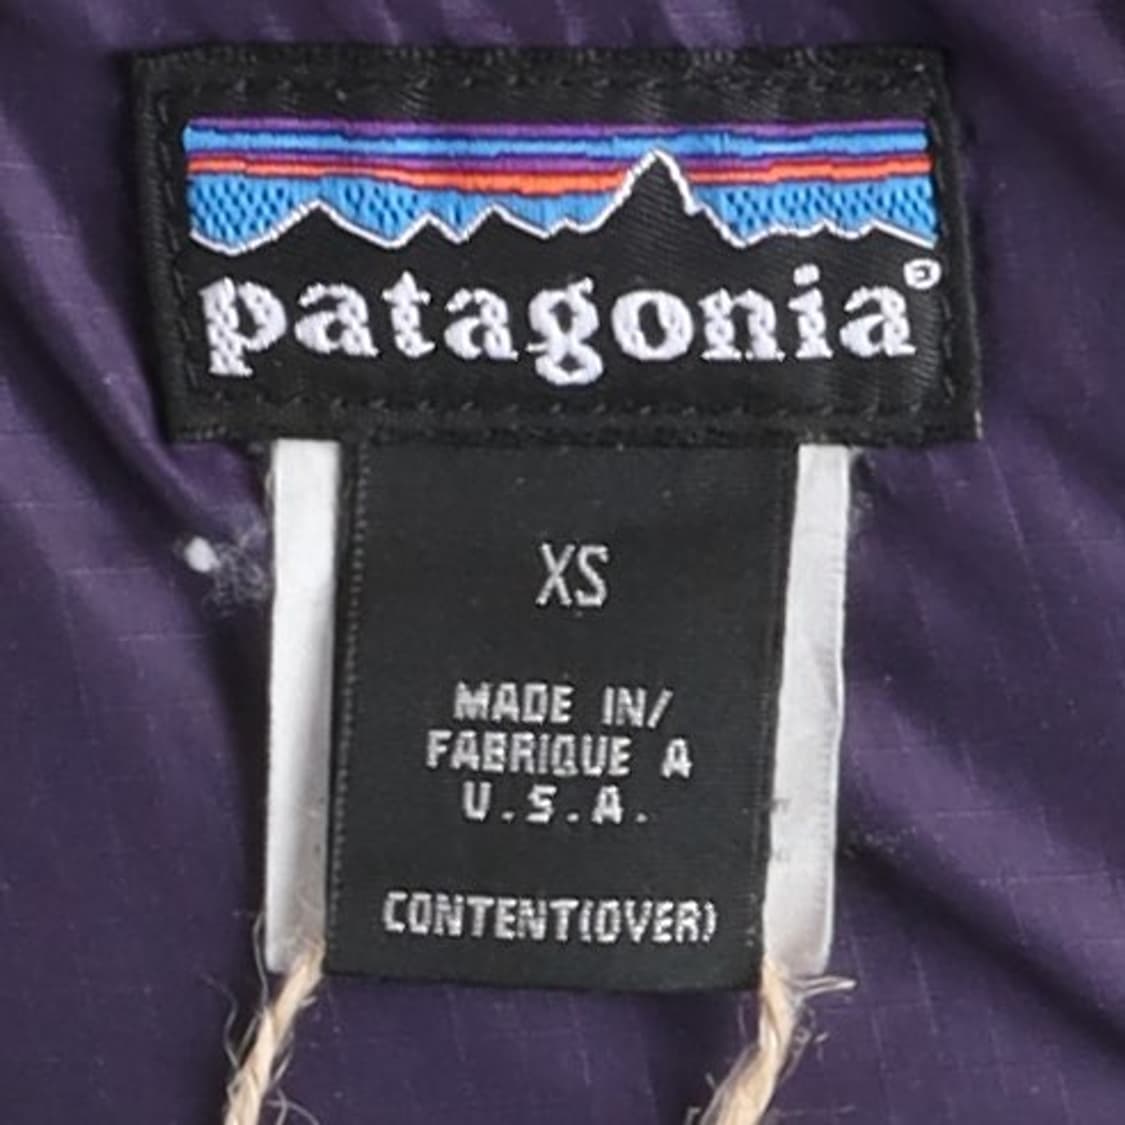 patagonia®
XS
MADE IN/
FABRIQUE A
U.S.A.
CONTENT(OVER)